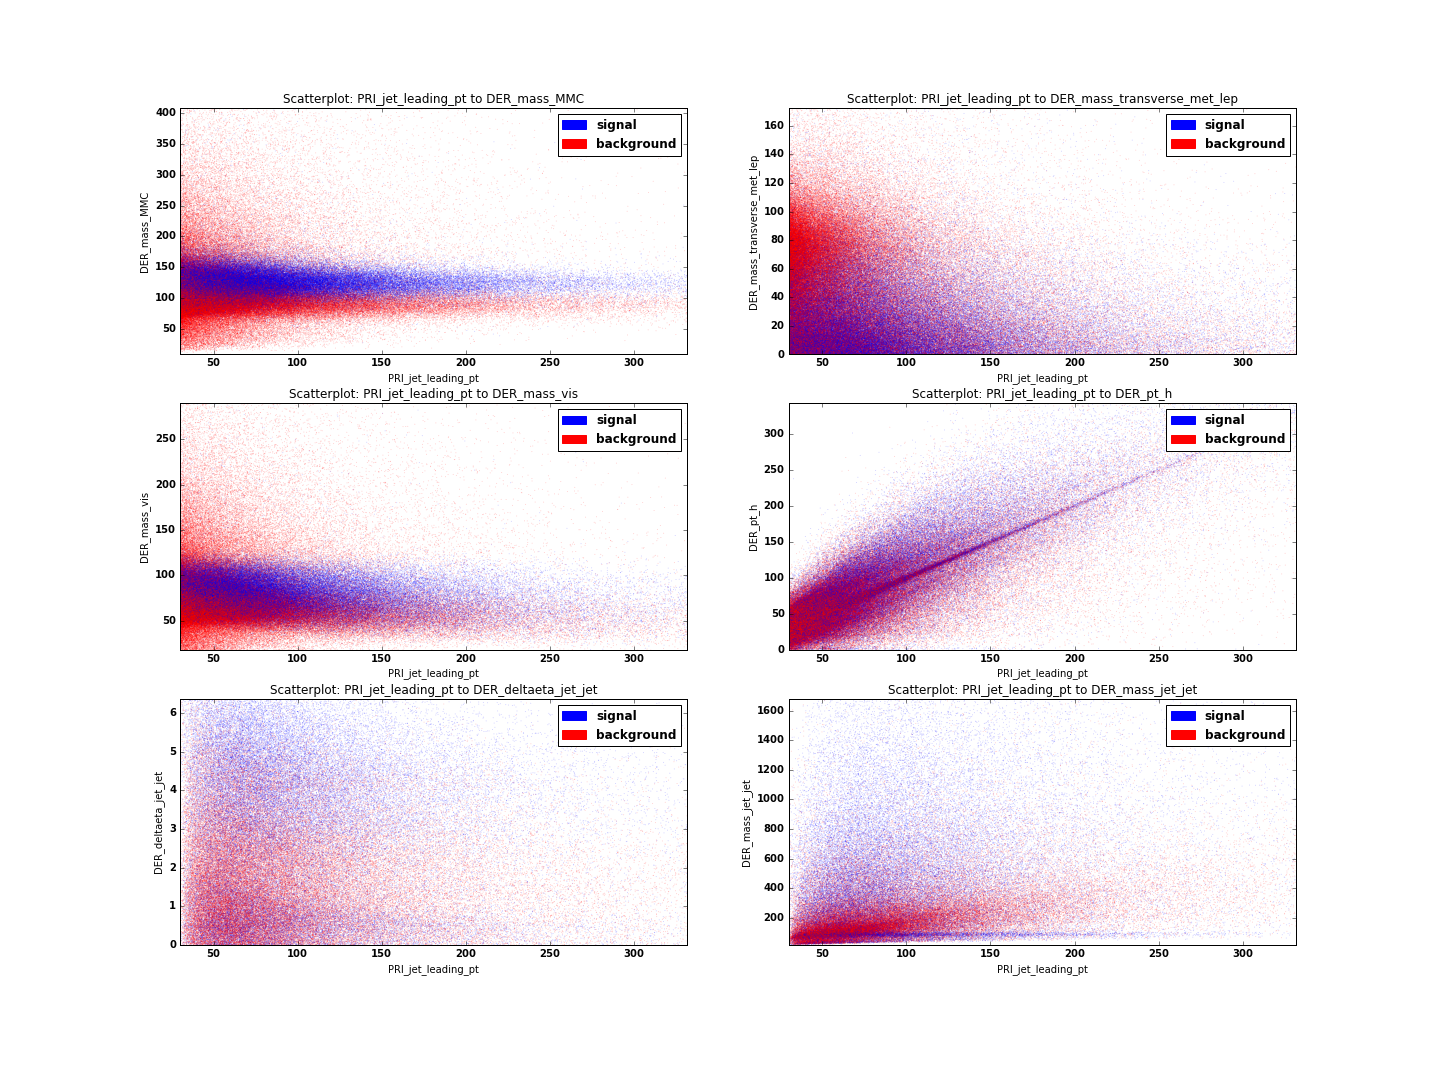 Scatterplot: PRI_jet_leading_pt to DER_mass_MMC
400
350
300
250
200
150
100
50
DER_mass_MMC
signal
background
50 100 150 200 250 300
PRI_jet_leading_pt
Scatterplot: PRI_jet_leading_pt to DER_mass_transverse_met_lep
160
140
120
100
80
60
40
20
0
DER_mass_transverse_met_lep
signal
background
50 100 150 200 250 300
PRI_jet_leading_pt
Scatterplot: PRI_jet_leading_pt to DER_mass_vis
250
200
150
100
50
DER_mass_vis
signal
background
50 100 150 200 250 300
PRI_jet_leading_pt
Scatterplot: PRI_jet_leading_pt to DER_pt_h
300
250
200
150
100
50
0
DER_pt_h
signal
background
50 100 150 200 250 300
PRI_jet_leading_pt
Scatterplot: PRI_jet_leading_pt to DER_deltaeta_jet_jet
6
5
4
3
2
1
0
DER_deltaeta_jet_jet
signal
background
50 100 150 200 250 300
PRI_jet_leading_pt
Scatterplot: PRI_jet_leading_pt to DER_mass_jet_jet
1600
1400
1200
1000
800
600
400
200
DER_mass_jet_jet
signal
background
50 100 150 200 250 300
PRI_jet_leading_pt